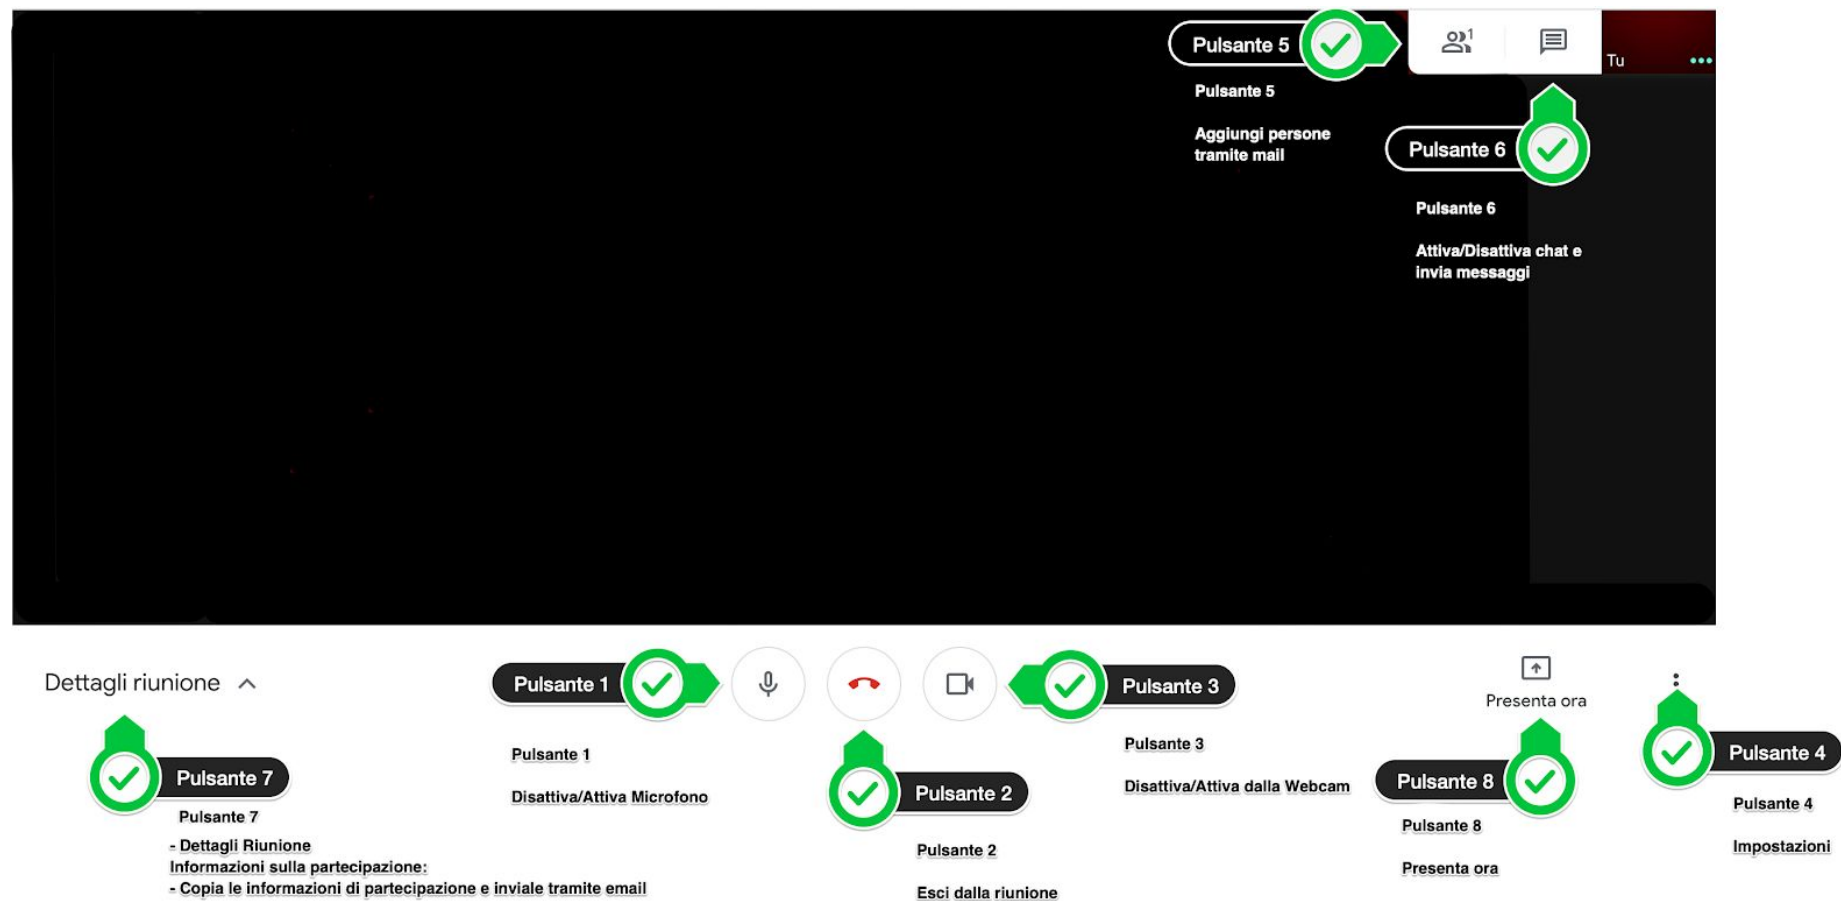 Pulsante 5
1
Tu
Pulsante 5
Aggiungi persone
tramite mail
Pulsante 6
Pulsante 6
Attiva/Disattiva chat e
invia messaggi
Dettagli riunione
Pulsante 7
Pulsante 7
- Dettagli Riunione
Informazioni sulla partecipazione:
- Copia le informazioni di partecipazione e inviale tramite email
Pulsante 1
Pulsante 1
Disattiva/Attiva Microfono
Pulsante 2
Pulsante 2
Esci dalla riunione
Pulsante 3
Pulsante 3
Disattiva/Attiva dalla Webcam
Presenta ora
Pulsante 8
Pulsante 8
Presenta ora
Pulsante 4
Pulsante 4
Impostazioni